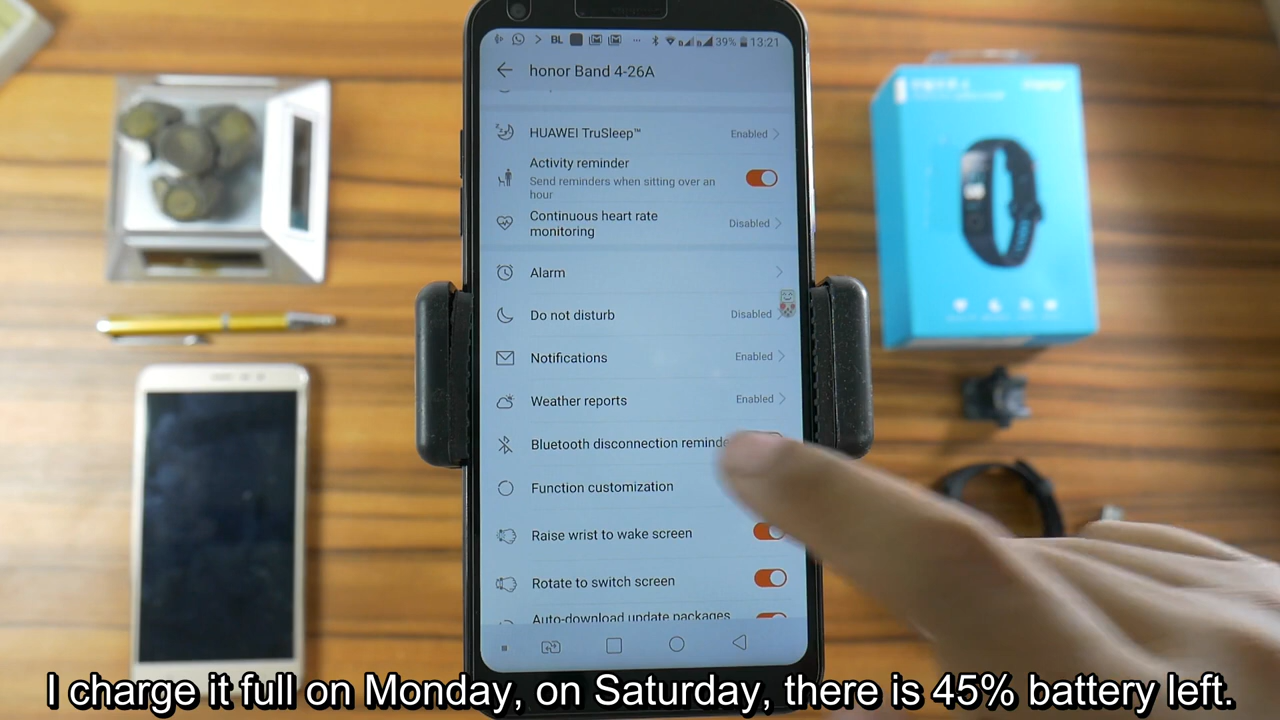 BL 39% 13:21
honor Band 4-26A
HUAWEI TruSleep™ Enabled
Activity reminder
Send reminders when sitting over an
hour
Continuous heart rate
monitoring Disabled
Alarm
Do not disturb Disabled
Notifications Enabled
Weather reports Enabled
Bluetooth disconnection reminde
Function customization
Raise wrist to wake screen
Rotate to switch screen
Auto-download update packages
I charge it full on Monday, on Saturday, there is 45% battery left.